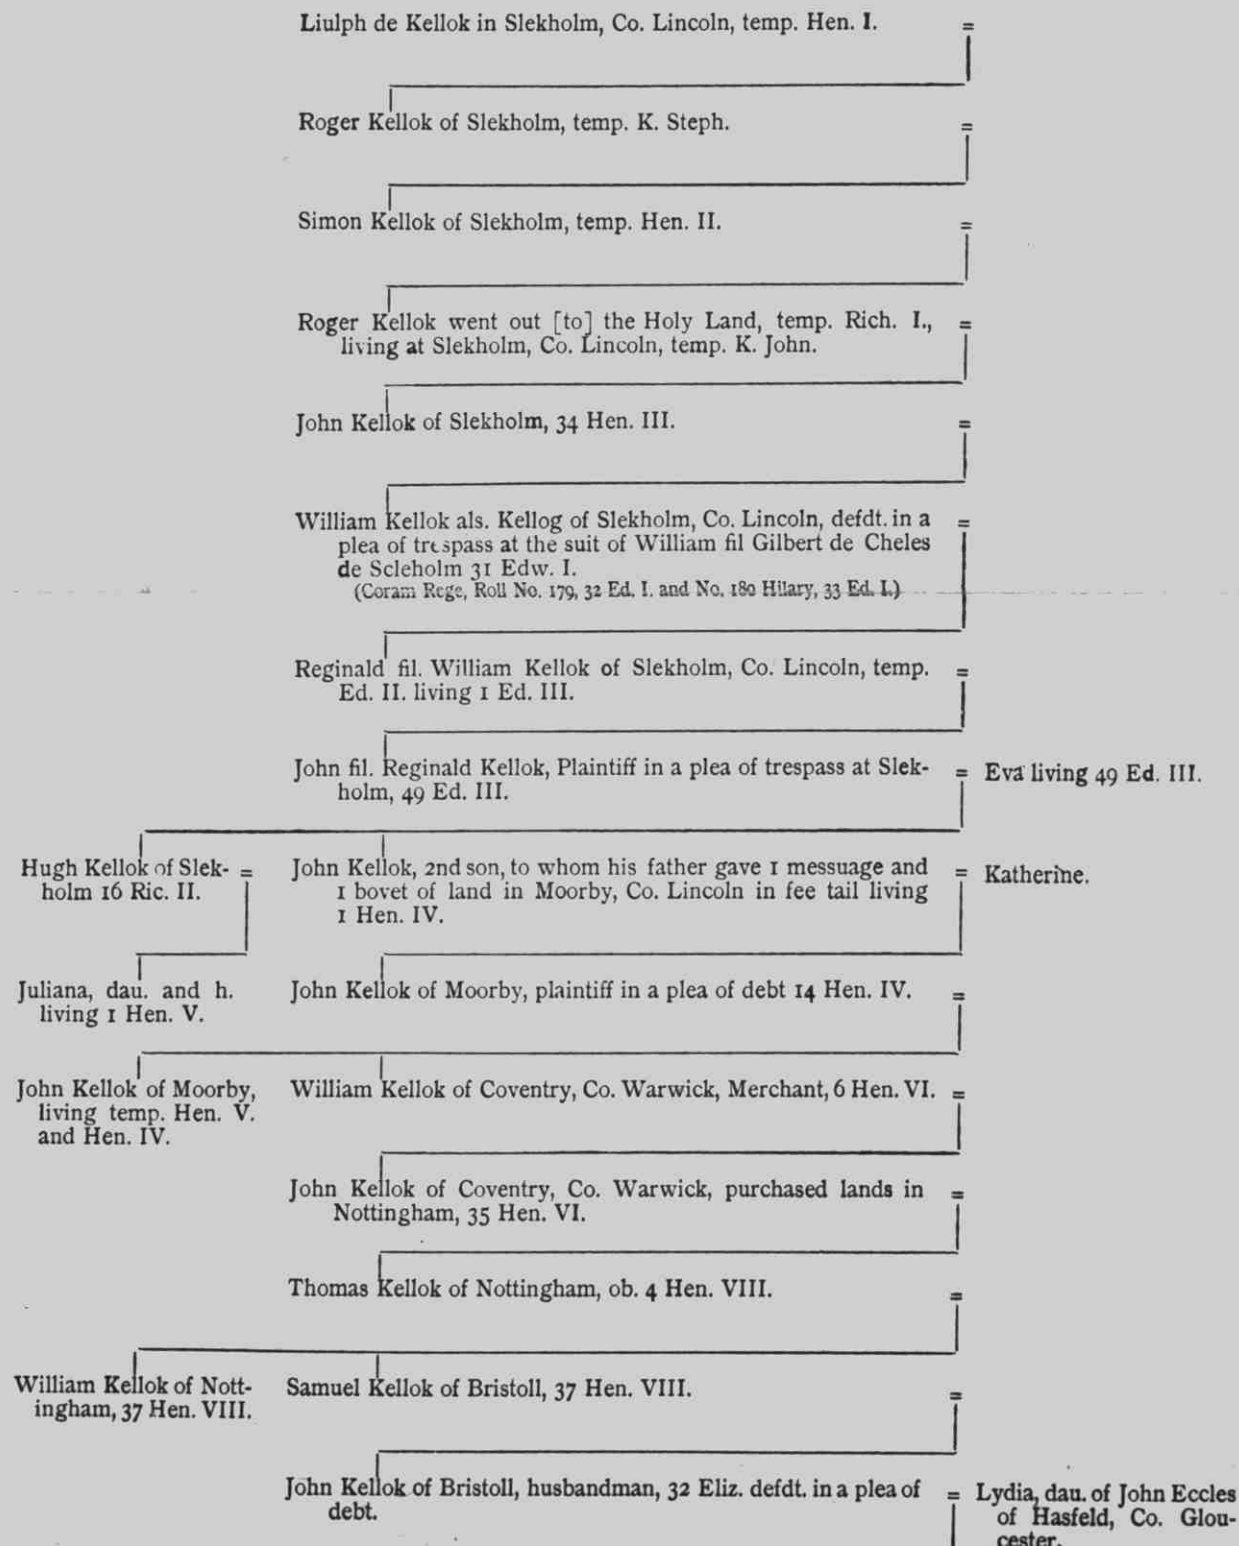 Liulph de Kellok in Slekholm, Co. Lincoln, temp. Hen. I. =
Roger Kellok of Slekholm, temp. K. Steph. =
Simon Kellok of Slekholm, temp. Hen. II. =
Roger Kellok went out [to] the Holy Land, temp. Rich. I., =
living at Slekholm, Co. Lincoln, temp. K. John.
John Kellok of Slekholm, 34 Hen. III. =
William Kellok als. Kellog of Slekholm, Co. Lincoln, defdt. in a =
plea of trespass at the suit of William fil Gilbert de Cheles
de Scleholm 31 Edw. I.
(Coram Rege, Roll No. 179, 32 Ed. I. and No. 180 Hilary, 33 Ed. I.)
Reginald fil. William Kellok of Slekholm, Co. Lincoln, temp. =
Ed. II. living 1 Ed. III.
John fil. Reginald Kellok, Plaintiff in a plea of trespass at Slek- =
holm, 49 Ed. III.
Eva living 49 Ed. III.
Hugh Kellok of Slek- =
holm 16 Ric. II.
John Kellok, 2nd son, to whom his father gave 1 messuage and =
1 bovet of land in Moorby, Co. Lincoln in fee tail living
1 Hen. IV.
Katherine.
Juliana, dau. and h.
living 1 Hen. V.
John Kellok of Moorby, plaintiff in a plea of debt 14 Hen. IV. =
John Kellok of Moorby,
living temp. Hen. V.
and Hen. IV.
William Kellok of Coventry, Co. Warwick, Merchant, 6 Hen. VI. =
John Kellok of Coventry, Co. Warwick, purchased lands in =
Nottingham, 35 Hen. VI.
Thomas Kellok of Nottingham, ob. 4 Hen. VIII. =
William Kellok of Nott-
ingham, 37 Hen. VIII.
Samuel Kellok of Bristoll, 37 Hen. VIII. =
John Kellok of Bristoll, husbandman, 32 Eliz. defdt. in a plea of =
debt.
Lydia, dau. of John Eccles
of Hasfeld, Co. Glou-
cester.